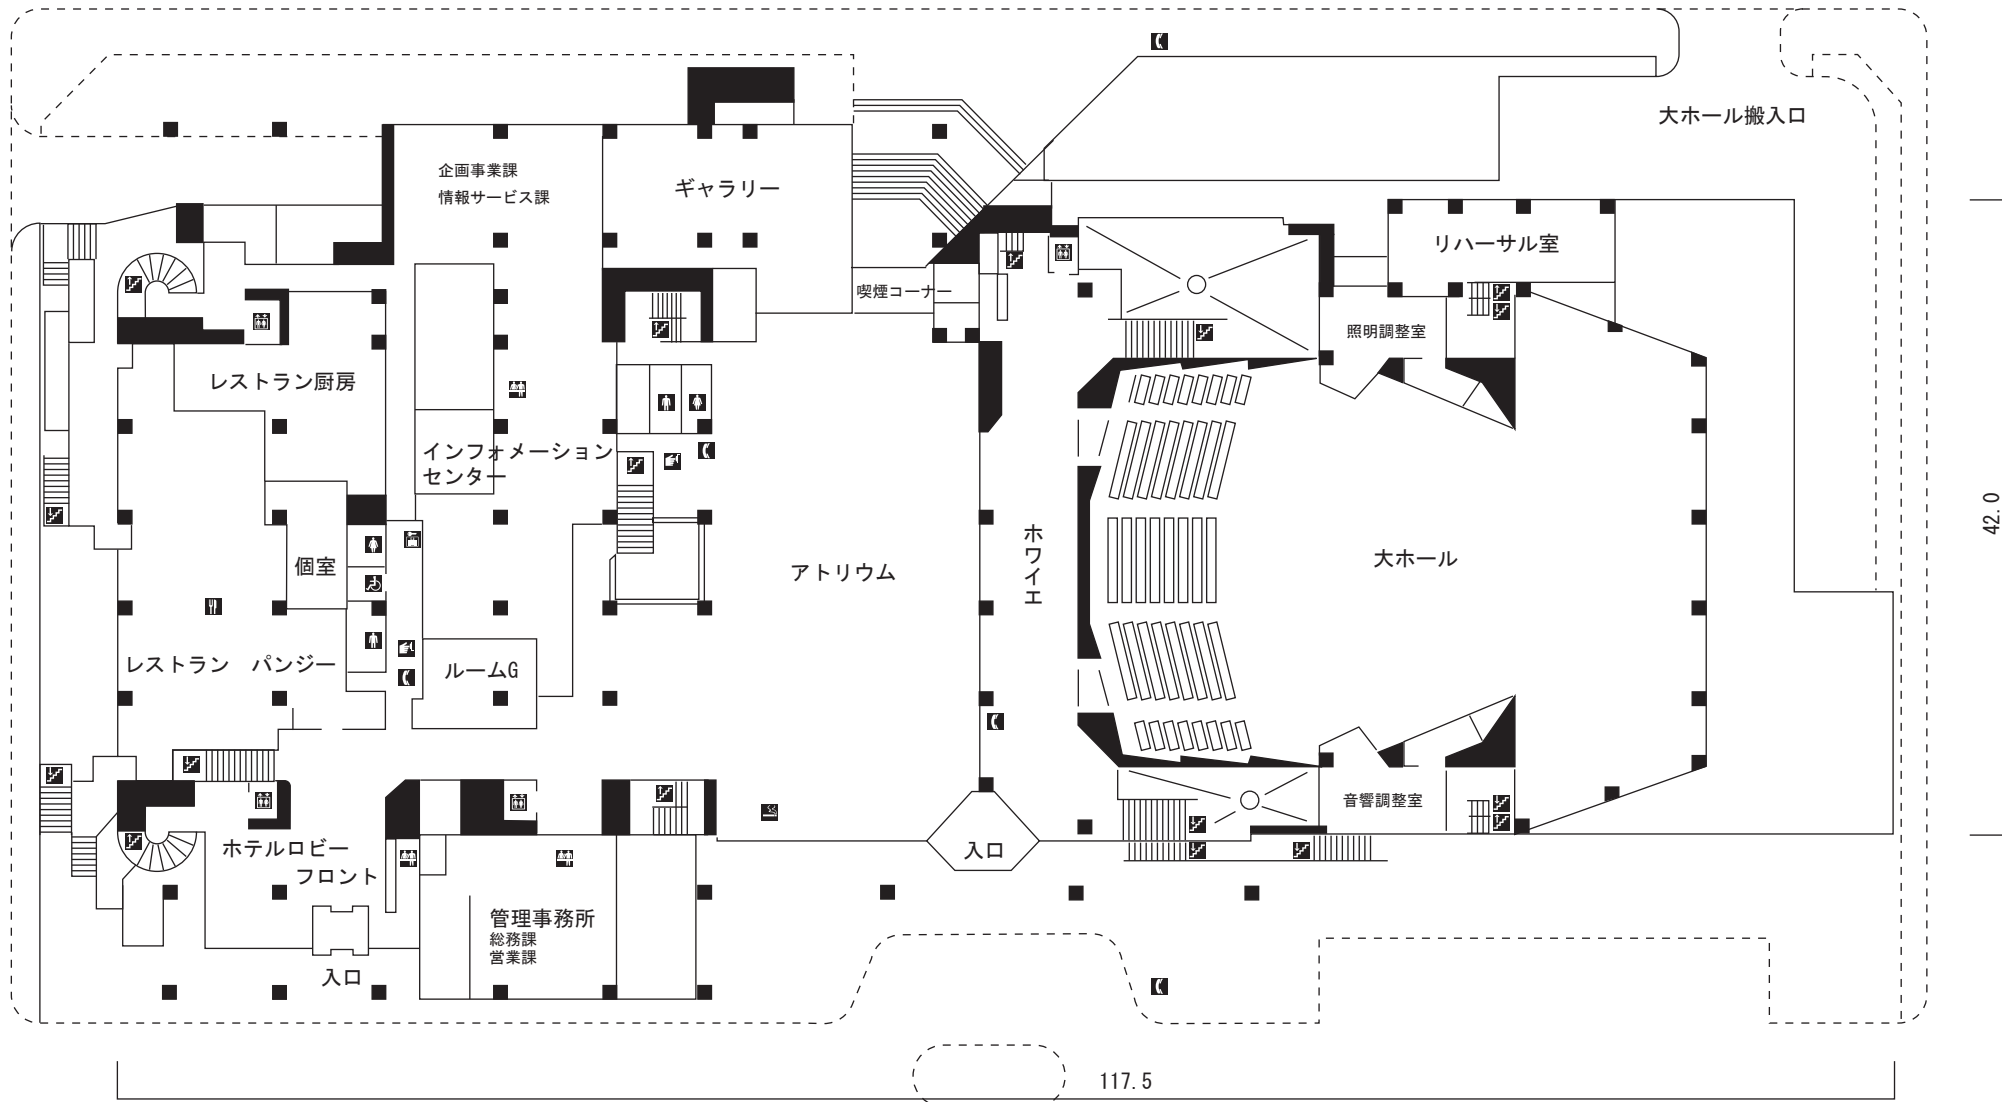 大ホール搬入口
企画事業課
情報サービス課
ギャラリー
リハーサル室
喫煙コーナー
照明調整室
レストラン厨房
インフォメーション
センター
42.0
ホワイエ
大ホール
個室
アトリウム
レストラン パンジー
ルームG
音響調整室
ホテルロビー
フロント
入口
管理事務所
総務課
営業課
入口
117.5